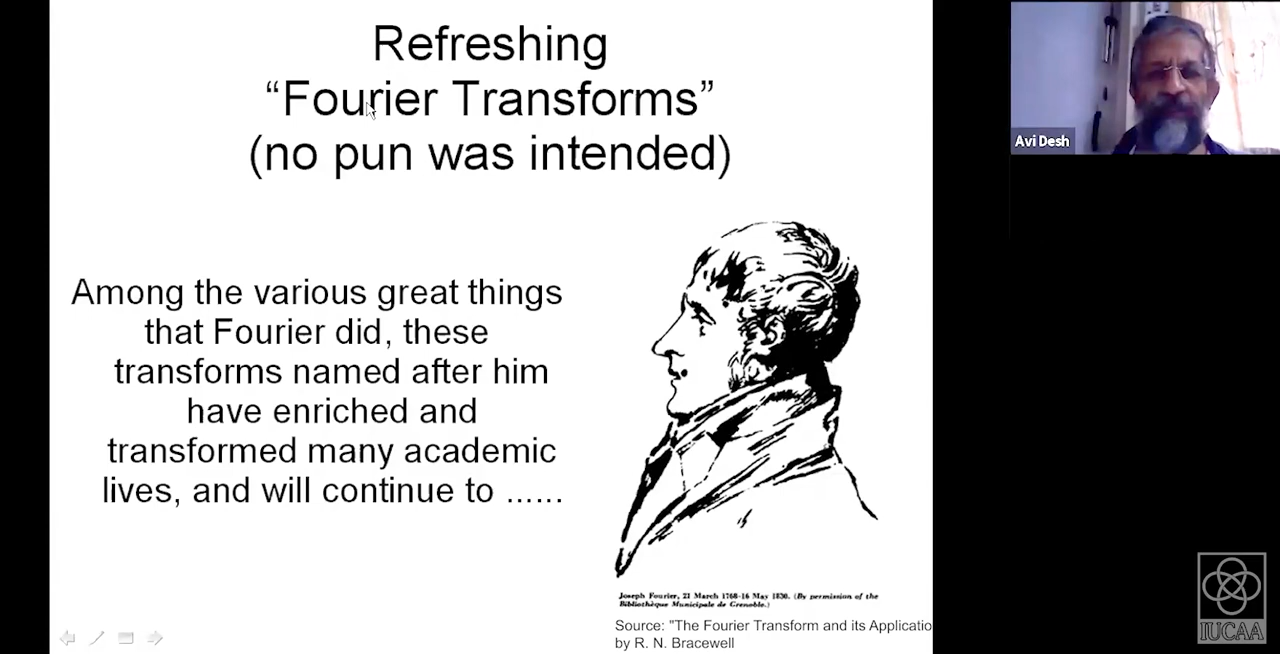 Refreshing
“Fourier Transforms”
(no pun was intended)
Among the various great things
that Fourier did, these
transforms named after him
have enriched and
transformed many academic
lives, and will continue to ......
Joseph Fourier, 21 March 1768-16 May 1830. (By permission of the
Bibliothèque Municipale de Grenoble.)
Source: "The Fourier Transform and its Applicatio
by R. N. Bracewell
Avi Desh
IUCAA